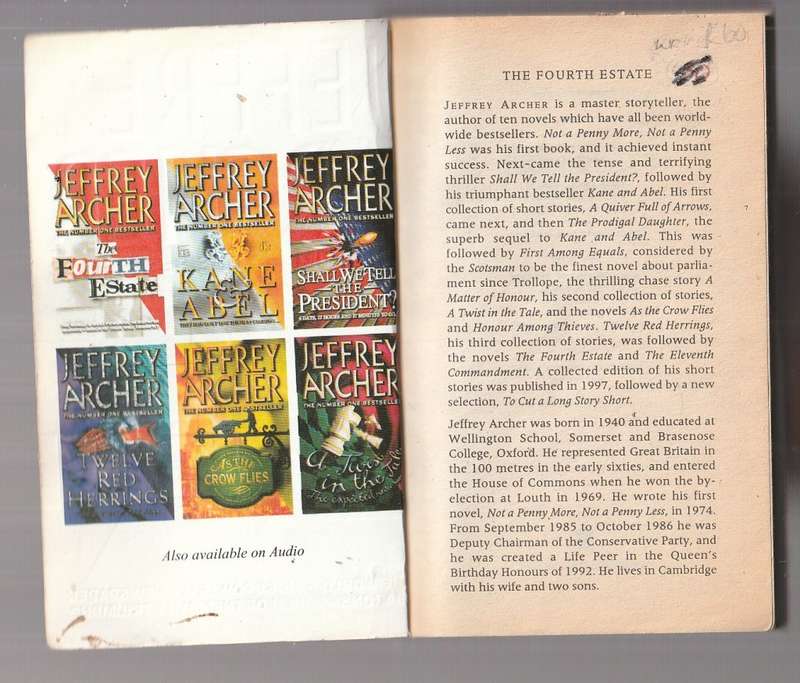 JEFFREY
ARCHER
THE NUMBER ONE BESTSELLER
The
FOURTH
ESTATE
JEFFREY
ARCHER
THE NUMBER ONE BESTSELLER
KANE
ABEL
JEFFREY
ARCHER
THE NUMBER ONE BESTSELLER
SHALL WE TELL
THE
PRESIDENT?
JEFFREY
ARCHER
THE NUMBER ONE BESTSELLER
TWELVE
RED
HERRINGS
JEFFREY
ARCHER
THE NUMBER ONE BESTSELLER
AS THE
CROW FLIES
JEFFREY
ARCHER
THE NUMBER ONE BESTSELLER
A Twist
in the Tale
Also available on Audio
THE FOURTH ESTATE
JEFFREY ARCHER is a master storyteller, the
author of ten novels which have all been world-
wide bestsellers. Not a Penny More, Not a Penny
Less was his first book, and it achieved instant
success. Next came the tense and terrifying
thriller Shall We Tell the President?, followed by
his triumphant bestseller Kane and Abel. His first
collection of short stories, A Quiver Full of Arrows,
came next, and then The Prodigal Daughter, the
superb sequel to Kane and Abel. This was
followed by First Among Equals, considered by
the Scotsman to be the finest novel about parlia-
ment since Trollope, the thrilling chase story A
Matter of Honour, his second collection of stories,
A Twist in the Tale, and the novels As the Crow Flies
and Honour Among Thieves. Twelve Red Herrings,
his third collection of stories, was followed by
the novels The Fourth Estate and The Eleventh
Commandment. A collected edition of his short
stories was published in 1997, followed by a new
selection, To Cut a Long Story Short.
Jeffrey Archer was born in 1940 and educated at
Wellington School, Somerset and Brasenose
College, Oxford. He represented Great Britain in
the 100 metres in the early sixties, and entered
the House of Commons when he won the by-
election at Louth in 1969. He wrote his first
novel, Not a Penny More, Not a Penny Less, in 1974.
From September 1985 to October 1986 he was
Deputy Chairman of the Conservative Party, and
he was created a Life Peer in the Queen's
Birthday Honours of 1992. He lives in Cambridge
with his wife and two sons.